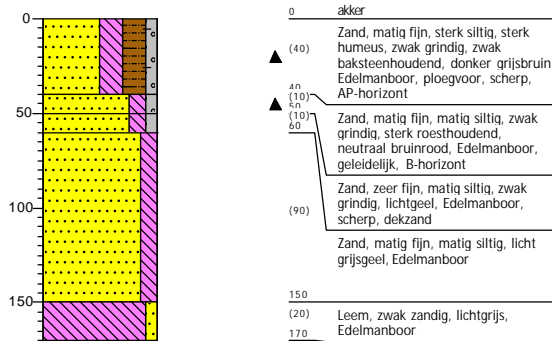 0
50
100
150
0
akker
(40)
Zand, matig fijn, sterk siltig, sterk
humeus, zwak grindig, zwak
baksteenhoudend, donker grijsbruin
Edelmanboor, ploegvoor, scherp,
AP-horizont
40
(10)
50
(10)
60
Zand, matig fijn, matig siltig, zwak
grindig, sterk roesthoudend,
neutraal bruinrood, Edelmanboor,
geleidelijk, B-horizont
Zand, zeer fijn, matig siltig, zwak
grindig, lichtgeel, Edelmanboor,
scherp, dekzand
(90)
Zand, matig fijn, matig siltig, licht
grijsgeel, Edelmanboor
150
(20)
Leem, zwak zandig, lichtgrijs,
Edelmanboor
170